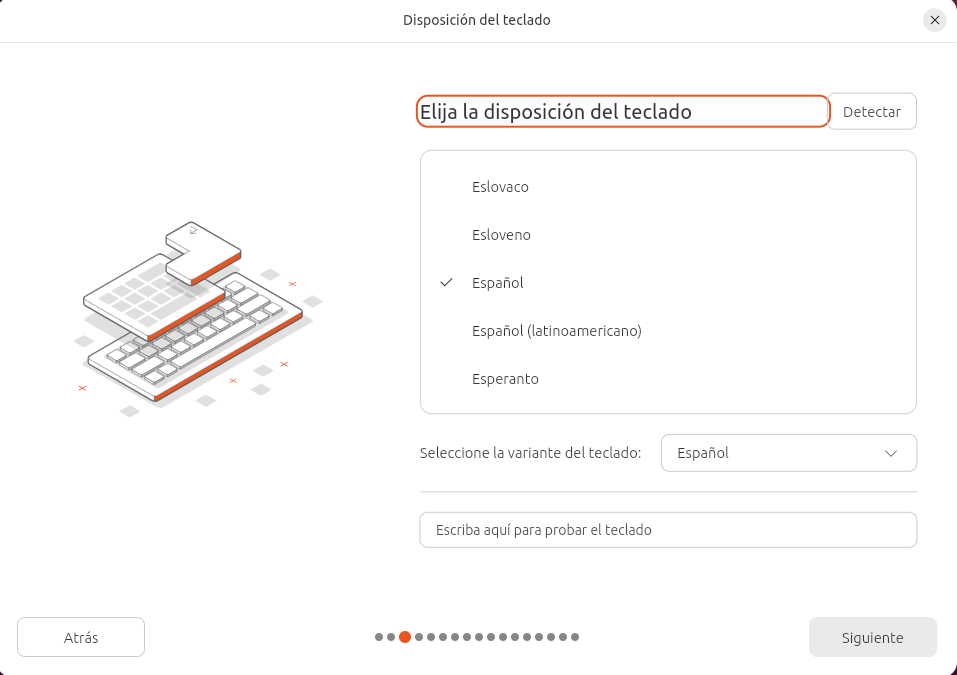 Disposición del teclado
Elija la disposición del teclado
Detectar
Eslovaco
Esloveno
Español
Español (latinoamericano)
Esperanto
Seleccione la variante del teclado:
Español
Escriba aquí para probar el teclado
Atrás
Siguiente